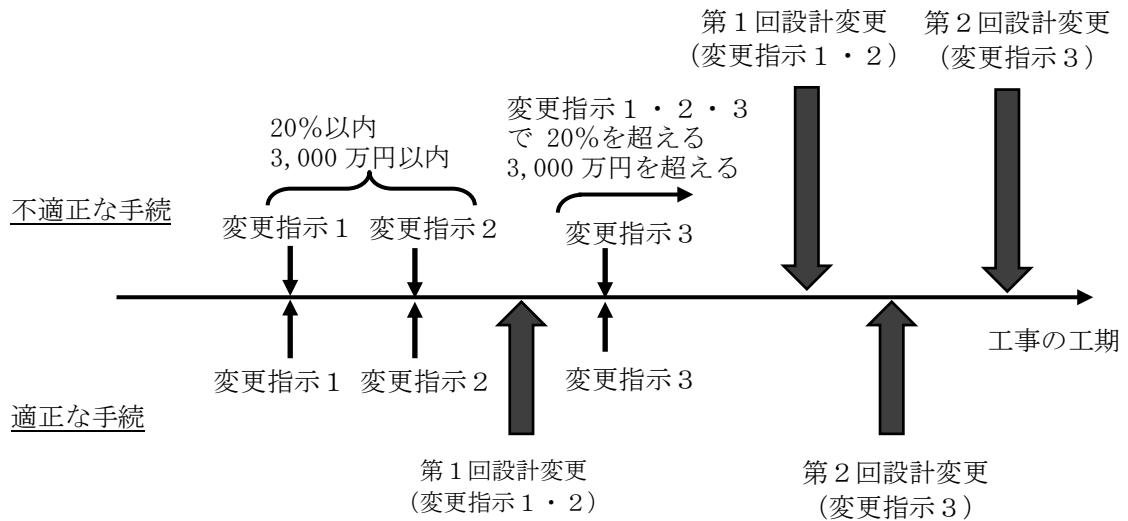 第１回設計変更
(変更指示１・２)
第２回設計変更
(変更指示３)
20％以内
3,000 万円以内
変更指示１・２・３
で 20％を超える
3,000 万円を超える
不適正な手続
変更指示１
変更指示２
変更指示３
工事の工期
変更指示１
変更指示２
変更指示３
適正な手続
第１回設計変更
(変更指示１・２)
第２回設計変更
(変更指示３)